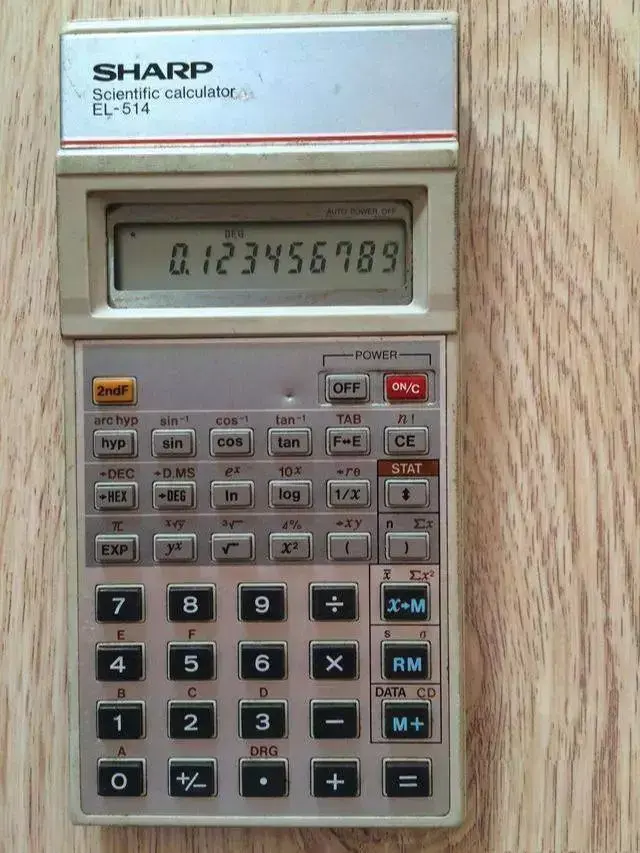 SHARP
Scientific calculator
EL-514
AUTO POWER OFF
DEG
0.123456789
POWER
2ndF OFF ON/C
arc hyp sin⁻¹ cos⁻¹ tan⁻¹ TAB n!
hyp sin cos tan F↔E CE
→DEC →D.MS eˣ 10ˣ →rθ STAT
→HEX →DEG ln log 1/x
π ˣ√y ³√ Δ% →xy n Σx
EXP yˣ √ x² ( )
x̄ Σx²
7 8 9 ÷ x→M
E F s σ
4 5 6 × RM
B C D DATA CD
1 2 3 − M+
A DRG
0 +/− • + =